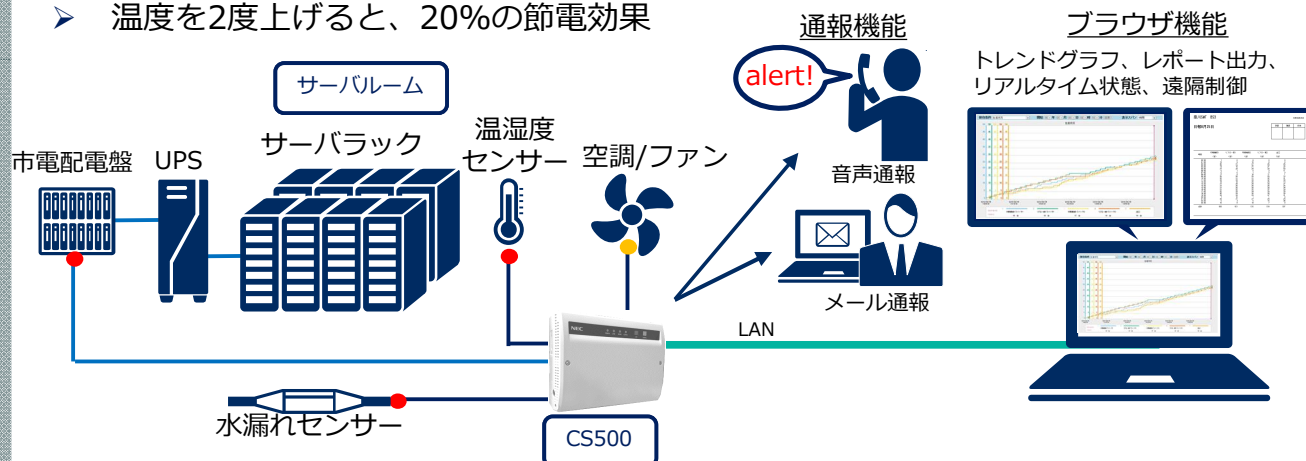 ➢ 温度を2度上げると、20%の節電効果
通報機能
ブラウザ機能
トレンドグラフ、レポート出力、
リアルタイム状態、遠隔制御
alert!
サーバルーム
市電配電盤
UPS
サーバラック
温湿度
センサー
空調/ファン
音声通報
メール通報
LAN
NEC
水漏れセンサー
CS500